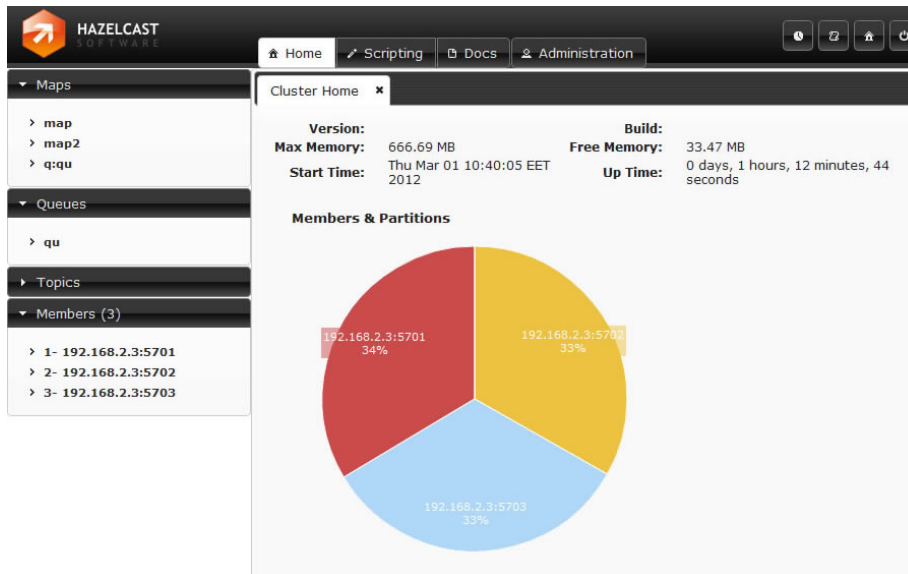 HAZELCAST
SOFTWARE
Home
Scripting
Docs
Administration
Maps
map
map2
q:qu
Queues
qu
Topics
Members (3)
1- 192.168.2.3:5701
2- 192.168.2.3:5702
3- 192.168.2.3:5703
Cluster Home
Version:
Build:
Max Memory: 666.69 MB
Free Memory: 33.47 MB
Start Time: Thu Mar 01 10:40:05 EET
2012
Up Time: 0 days, 1 hours, 12 minutes, 44
seconds
Members & Partitions
192.168.2.3:5701
34%
192.168.2.3:5702
33%
192.168.2.3:5703
33%